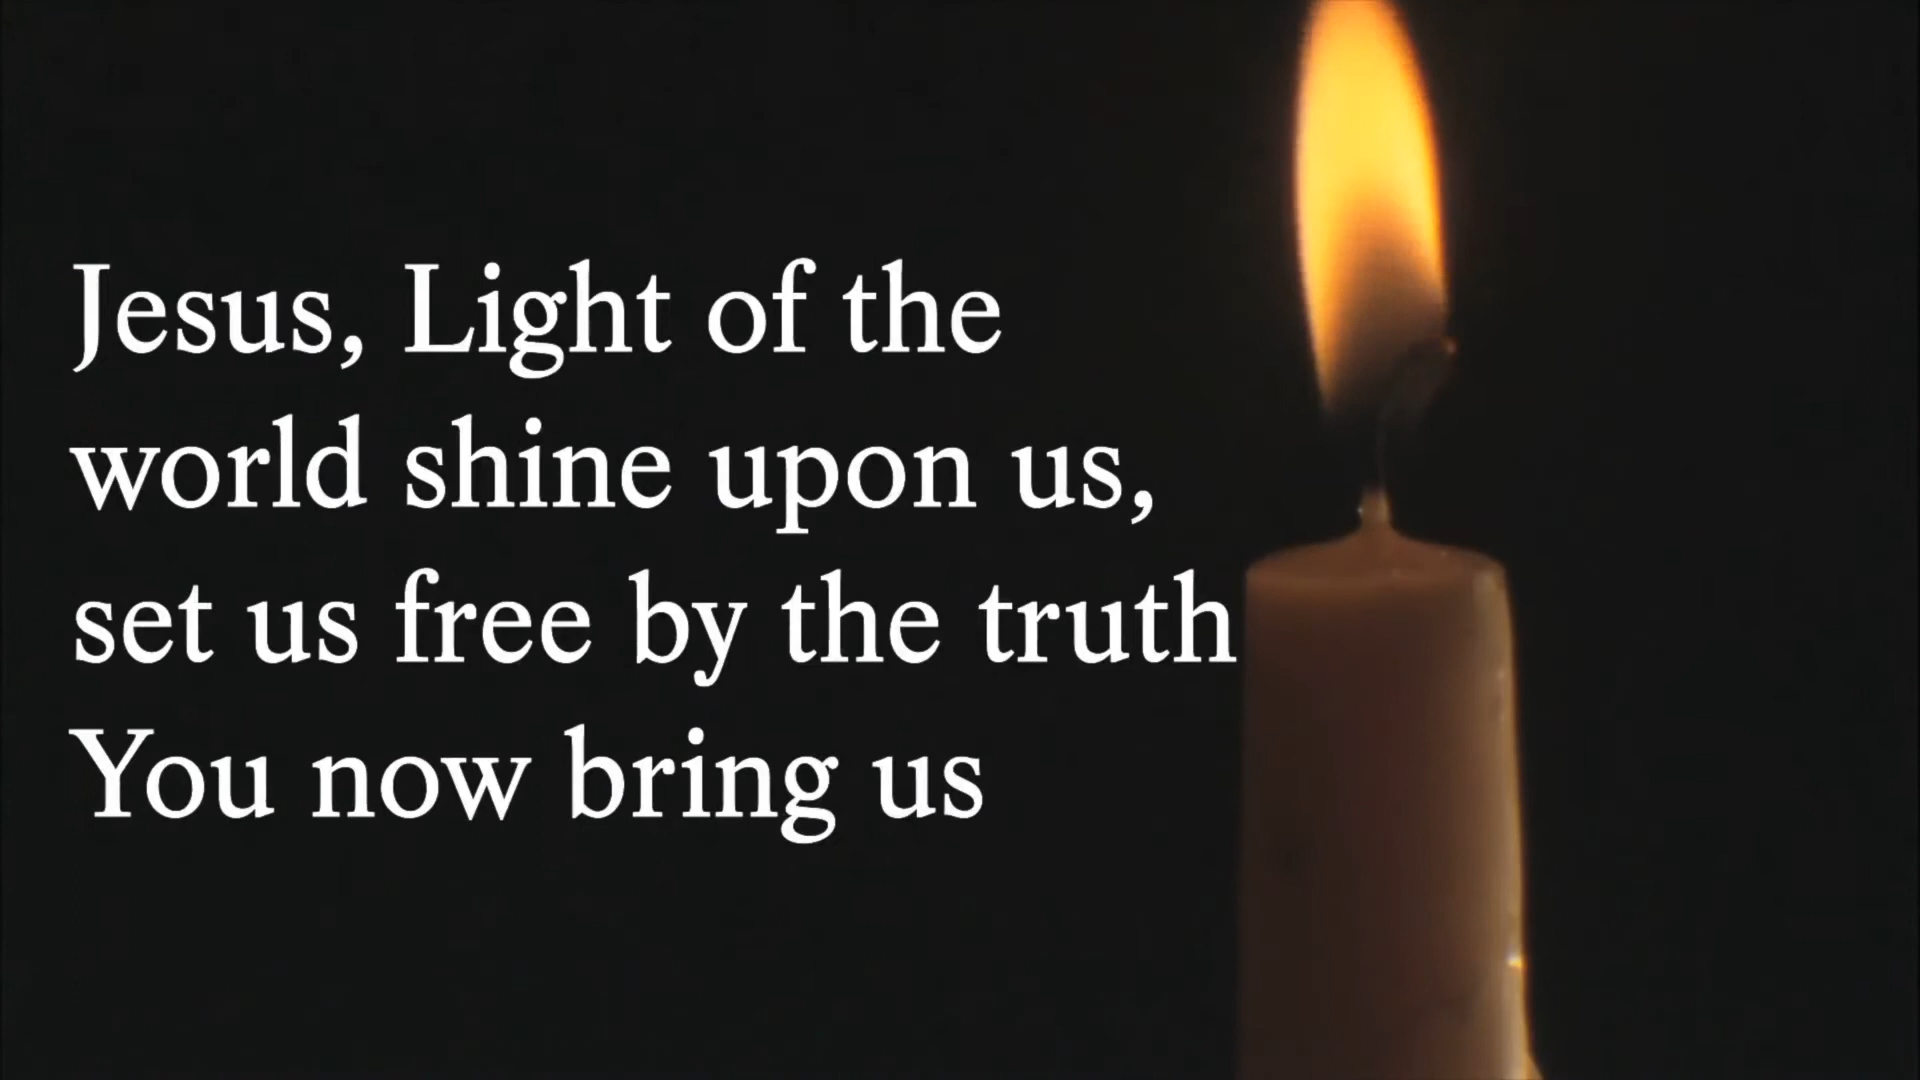 Jesus, Light of the
world shine upon us,
set us free by the truth
You now bring us